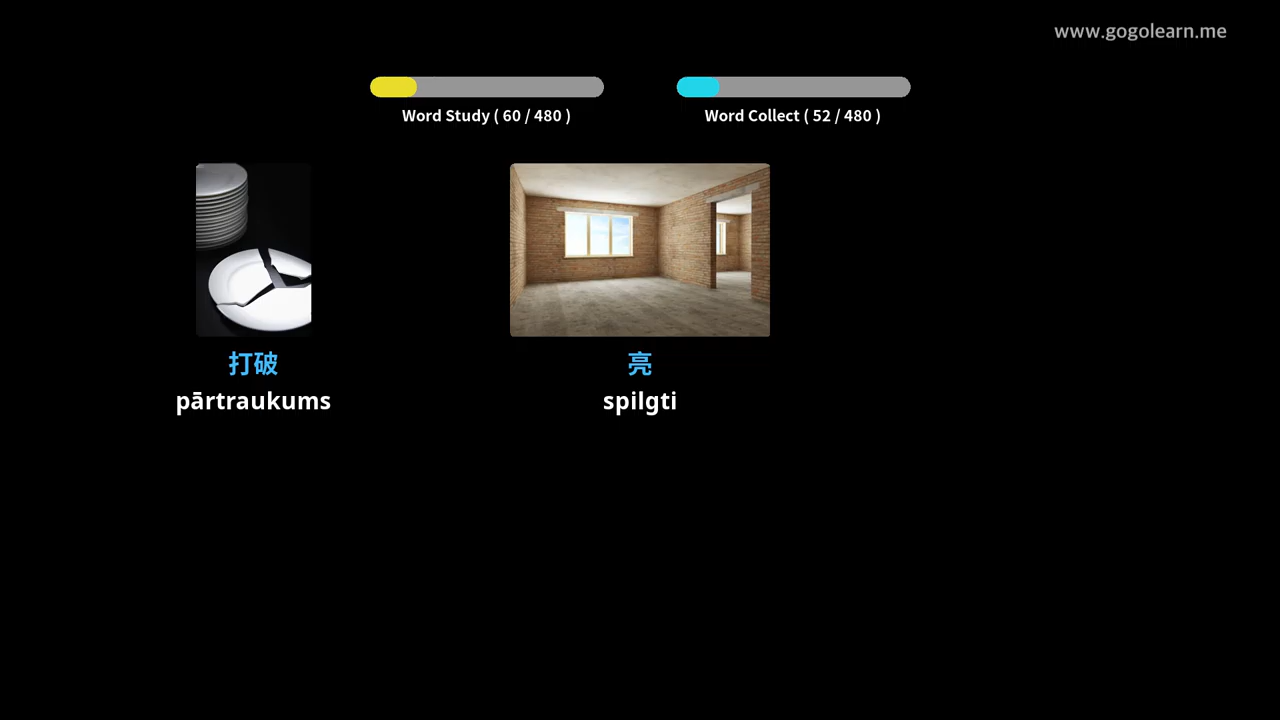 www.gogolearn.me
Word Study ( 60 / 480 )
Word Collect ( 52 / 480 )
打破
pārtraukums
亮
spilgti